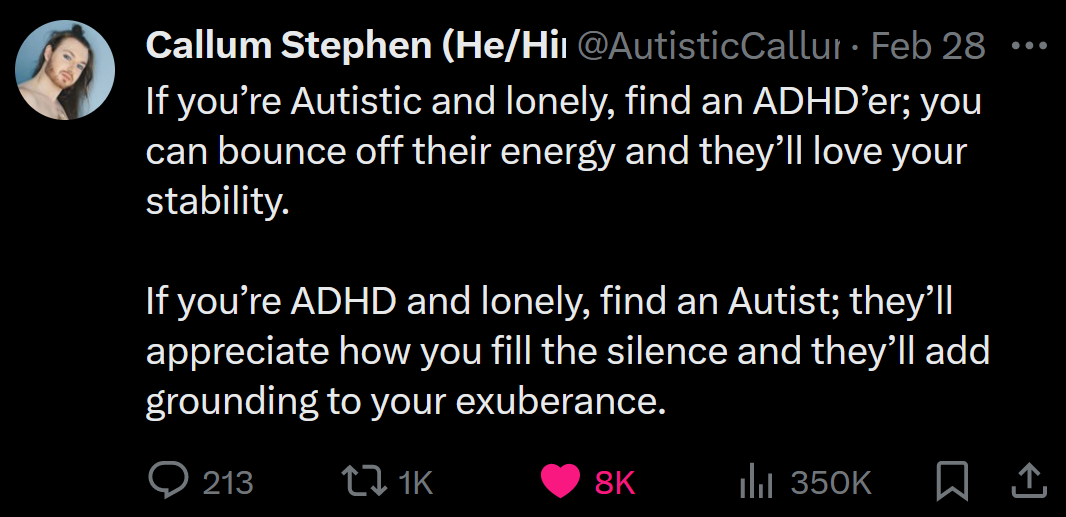 Callum Stephen (He/Hi @AutisticCallu · Feb 28
If you’re Autistic and lonely, find an ADHD’er; you
can bounce off their energy and they’ll love your
stability.
If you’re ADHD and lonely, find an Autist; they’ll
appreciate how you fill the silence and they’ll add
grounding to your exuberance.
213 1K 8K 350K